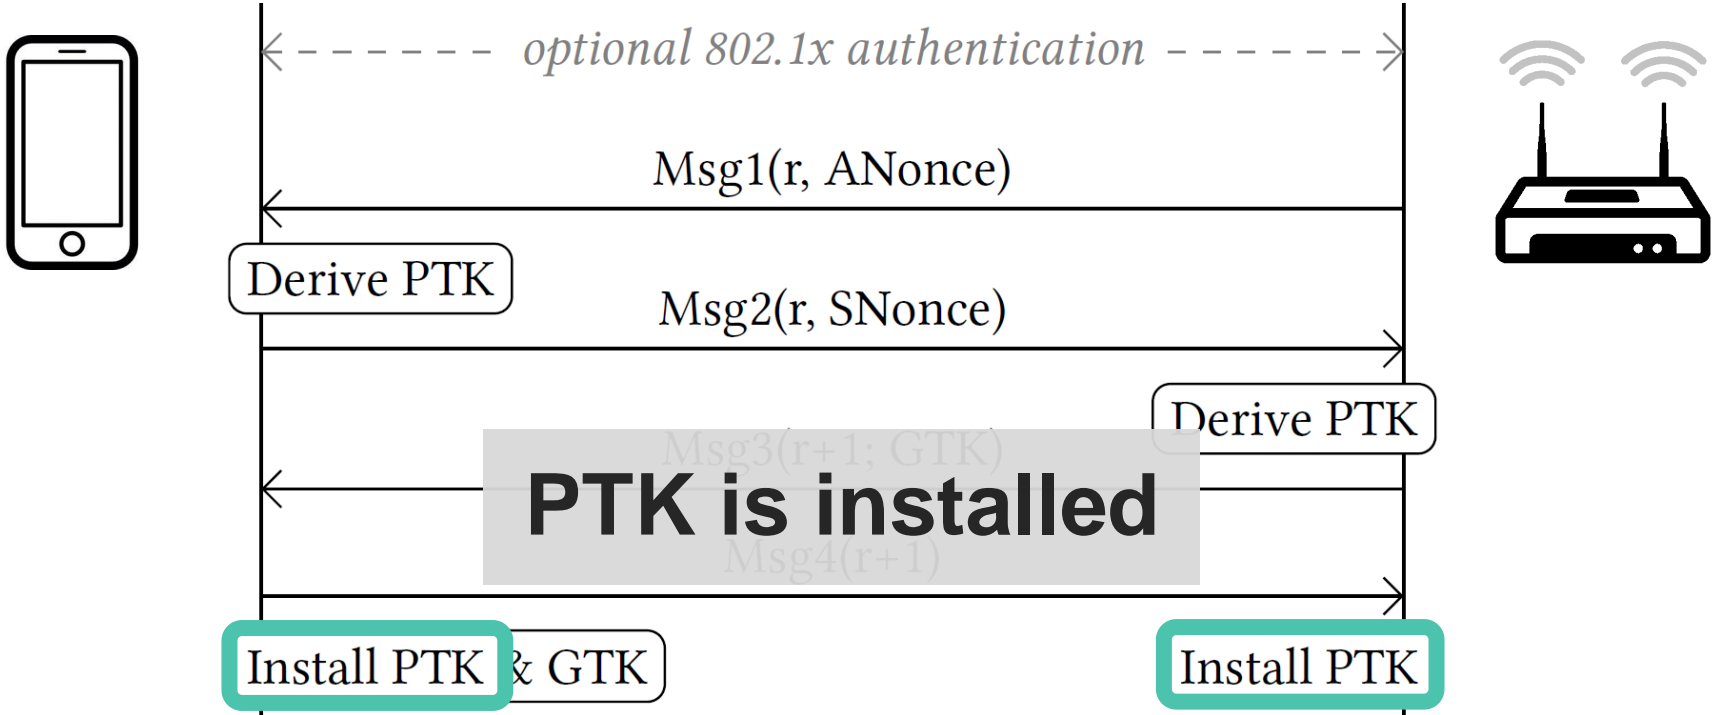 optional 802.1x authentication
Msg1(r, ANonce)
Derive PTK
Msg2(r, SNonce)
Derive PTK
Msg3(r+1; GTK)
PTK is installed
Msg4(r+1)
Install PTK & GTK
Install PTK